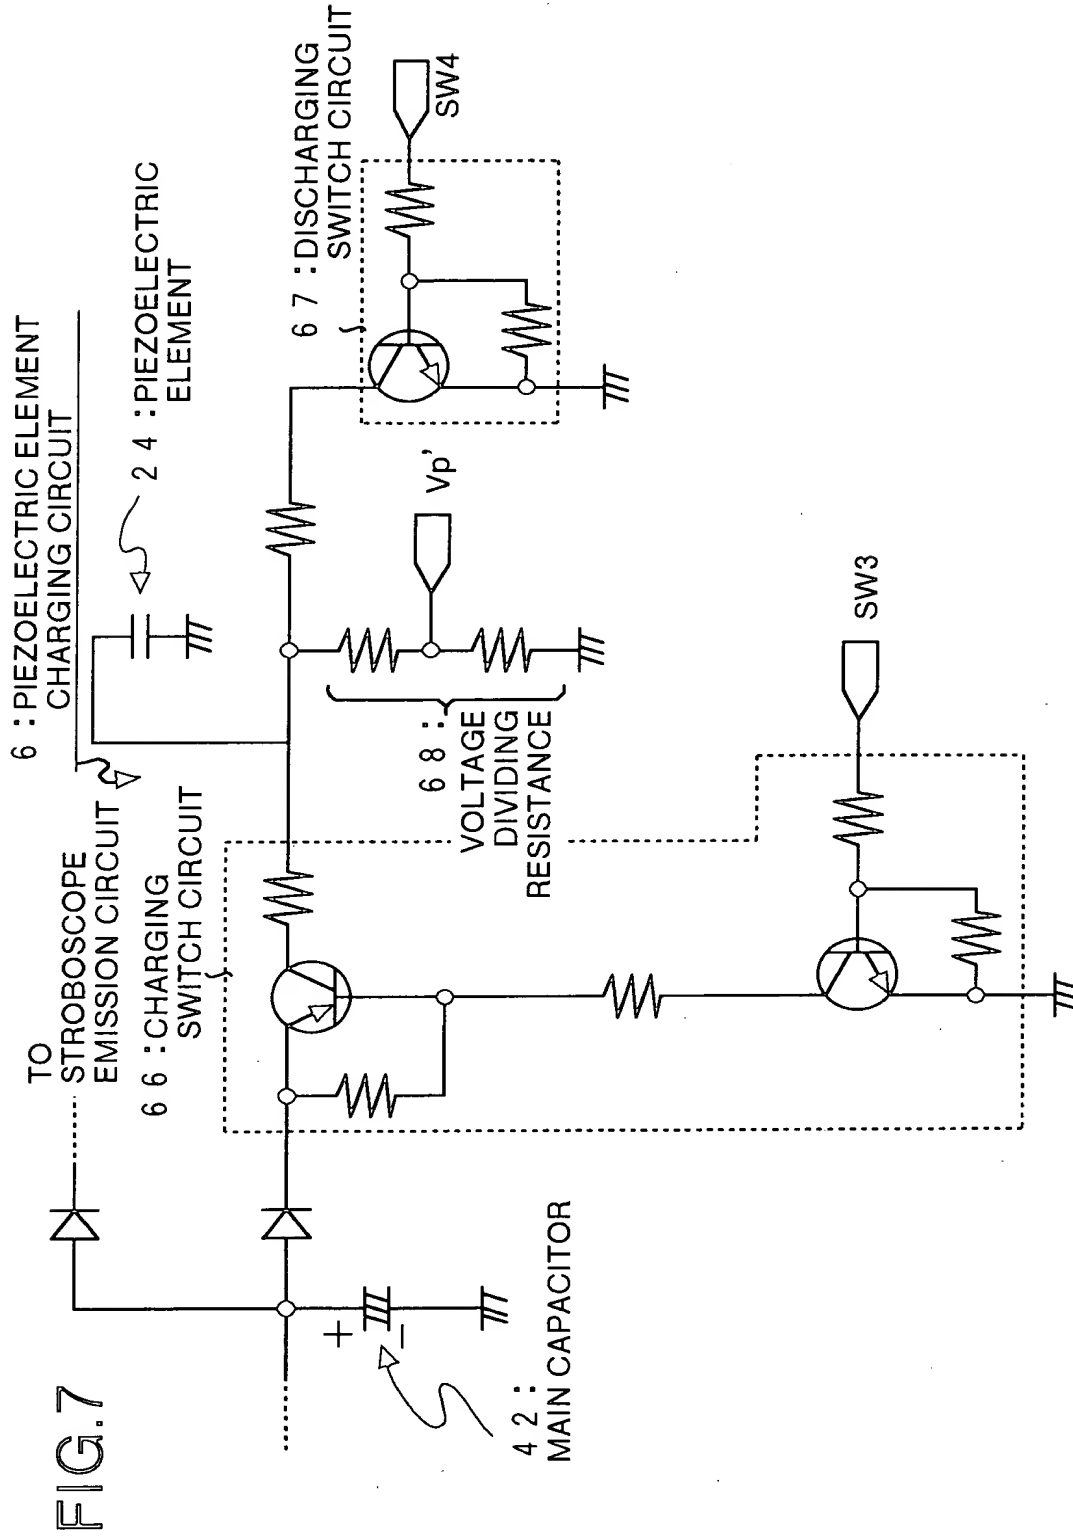 FIG.7
TO
STROBOSCOPE
EMISSION CIRCUIT
6 : PIEZOELECTRIC ELEMENT
CHARGING CIRCUIT
24 : PIEZOELECTRIC
ELEMENT
66 : CHARGING
SWITCH CIRCUIT
67 : DISCHARGING
SWITCH CIRCUIT
SW4
Vp'
68 :
VOLTAGE
DIVIDING
RESISTANCE
SW3
+
−
42 :
MAIN CAPACITOR